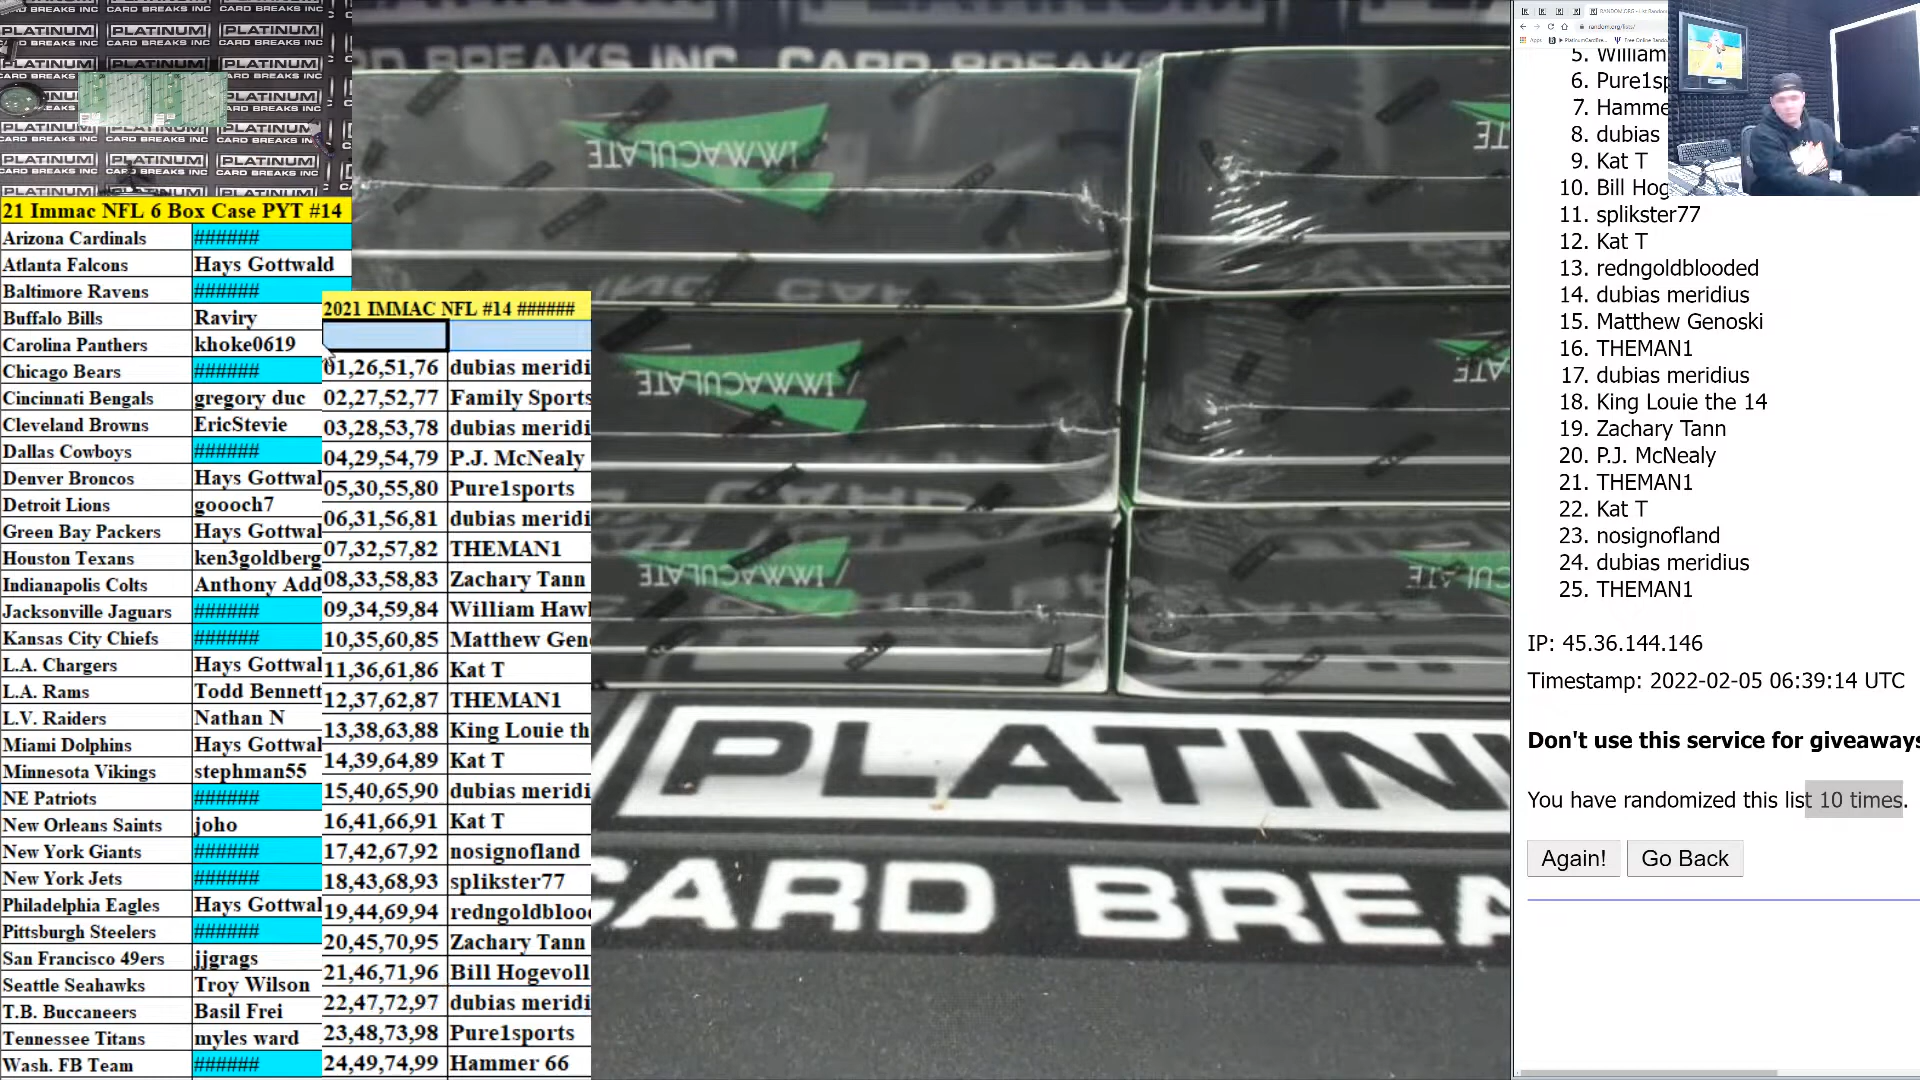 21 Immac NFL 6 Box Case PYT #14
Arizona Cardinals ######
Atlanta Falcons Hays Gottwald
Baltimore Ravens ######
Buffalo Bills Raviry
Carolina Panthers khoke0619
Chicago Bears ######
Cincinnati Bengals gregory duc
Cleveland Browns EricStevie
Dallas Cowboys ######
Denver Broncos Hays Gottwal
Detroit Lions goooch7
Green Bay Packers Hays Gottwal
Houston Texans ken3goldberg
Indianapolis Colts Anthony Add
Jacksonville Jaguars ######
Kansas City Chiefs ######
L.A. Chargers Hays Gottwal
L.A. Rams Todd Bennett
L.V. Raiders Nathan N
Miami Dolphins Hays Gottwal
Minnesota Vikings stephman55
NE Patriots ######
New Orleans Saints joho
New York Giants ######
New York Jets ######
Philadelphia Eagles Hays Gottwal
Pittsburgh Steelers ######
San Francisco 49ers jjgrags
Seattle Seahawks Troy Wilson
T.B. Buccaneers Basil Frei
Tennessee Titans myles ward
Wash. FB Team ######
2021 IMMAC NFL #14 ######
01,26,51,76 dubias meridi
02,27,52,77 Family Sports
03,28,53,78 dubias meridi
04,29,54,79 P.J. McNealy
05,30,55,80 Pure1sports
06,31,56,81 dubias meridi
07,32,57,82 THEMAN1
08,33,58,83 Zachary Tann
09,34,59,84 William Haw
10,35,60,85 Matthew Gen
11,36,61,86 Kat T
12,37,62,87 THEMAN1
13,38,63,88 King Louie th
14,39,64,89 Kat T
15,40,65,90 dubias meridi
16,41,66,91 Kat T
17,42,67,92 nosignofland
18,43,68,93 splikster77
19,44,69,94 redngoldbloo
20,45,70,95 Zachary Tann
21,46,71,96 Bill Hogevoll
22,47,72,97 dubias meridi
23,48,73,98 Pure1sports
24,49,74,99 Hammer 66
IMMACULATE
IMMACULATE
IMMACULATE
PLATIN
CARD BREA
5. William
6. Pure1sp
7. Hamme
8. dubias
9. Kat T
10. Bill Hog
11. splikster77
12. Kat T
13. redngoldblooded
14. dubias meridius
15. Matthew Genoski
16. THEMAN1
17. dubias meridius
18. King Louie the 14
19. Zachary Tann
20. P.J. McNealy
21. THEMAN1
22. Kat T
23. nosignofland
24. dubias meridius
25. THEMAN1
IP: 45.36.144.146
Timestamp: 2022-02-05 06:39:14 UTC
Don't use this service for giveaways
You have randomized this list 10 times.
Again! Go Back